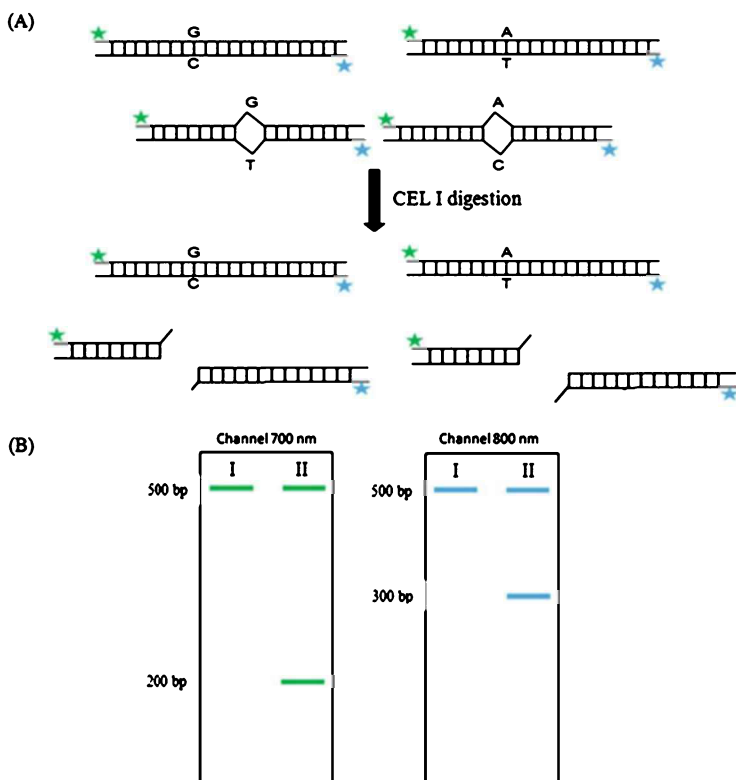 (A)
G A
C T
G A
T C
CEL I digestion
G A
C T
(B)
Channel 700 nm Channel 800 nm
I II I II
500 bp 500 bp
300 bp
200 bp